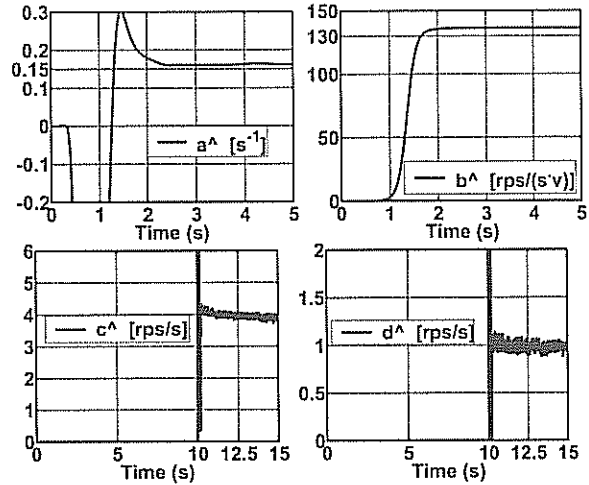 0.3
0.2
0.15
0.1
0
-0.1
-0.2
a^ [s⁻¹]
0 1 2 3 4 5
Time (s)
150
130
100
50
0
b^ [rps/(s·v)]
0 1 2 3 4 5
Time (s)
6
5
4
3
2
1
0
c^ [rps/s]
0 5 10 12.5 15
Time (s)
2
1.5
1
0.5
0
d^ [rps/s]
0 5 10 12.5 15
Time (s)